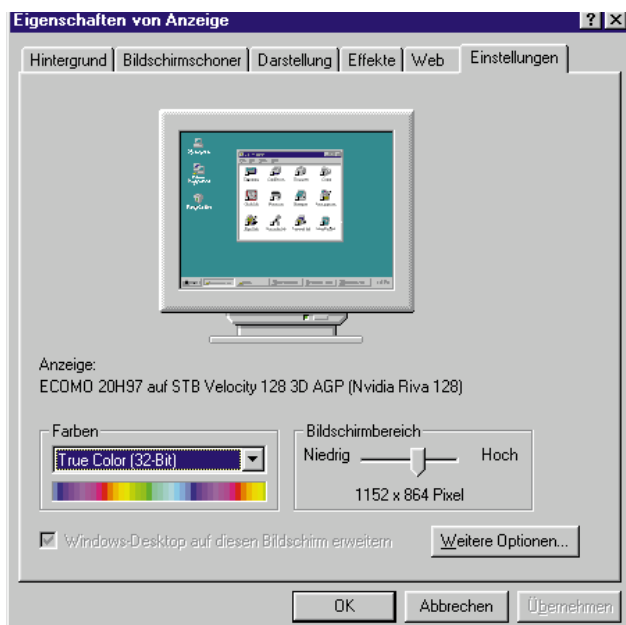 Eigenschaften von Anzeige
Hintergrund Bildschirmschoner Darstellung Effekte Web Einstellungen
Anzeige:
ECOMO 20H97 auf STB Velocity 128 3D AGP (Nvidia Riva 128)
Farben
Bildschirmbereich
True Color (32-Bit)
Niedrig Hoch
1152 x 864 Pixel
Windows-Desktop auf diesen Bildschirm erweitern
Weitere Optionen...
OK Abbrechen Übernehmen